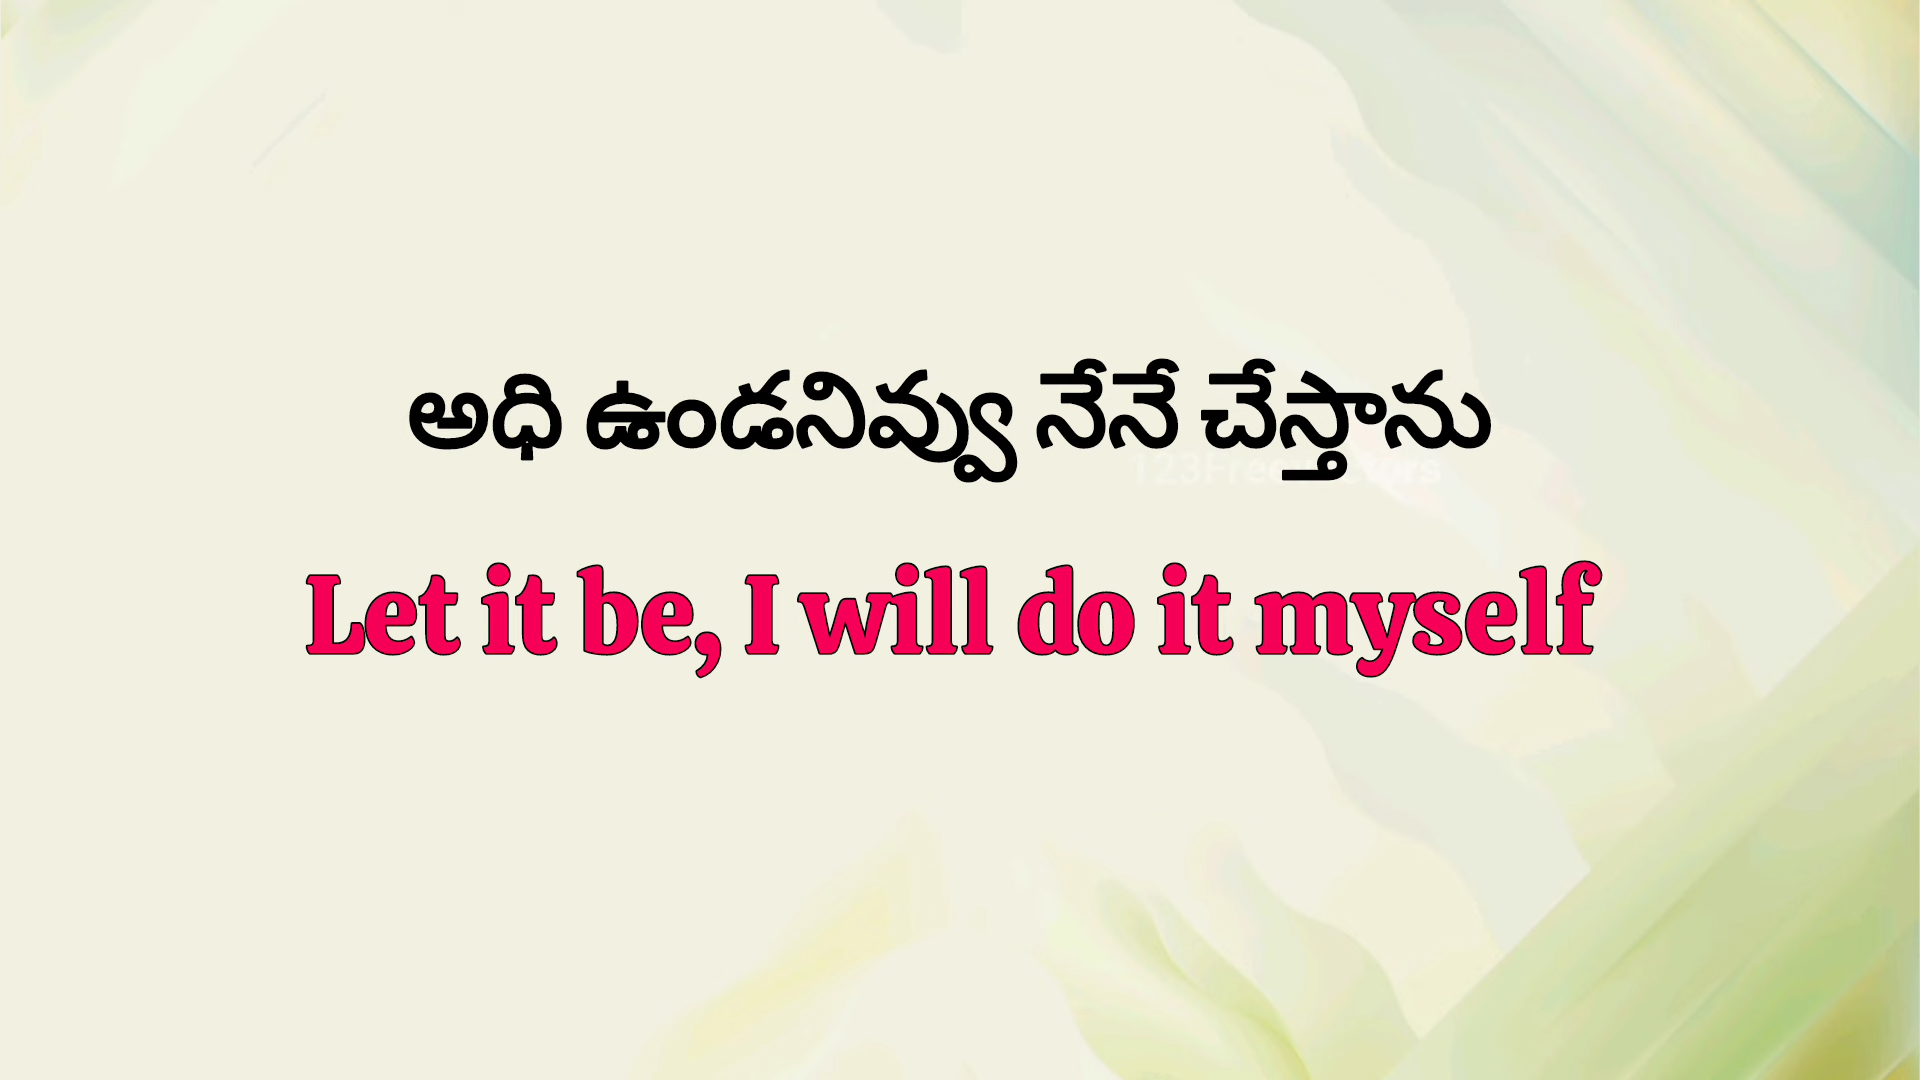 అధి ఉండనివ్వు నేనే చేస్తాను
Let it be, I will do it myself